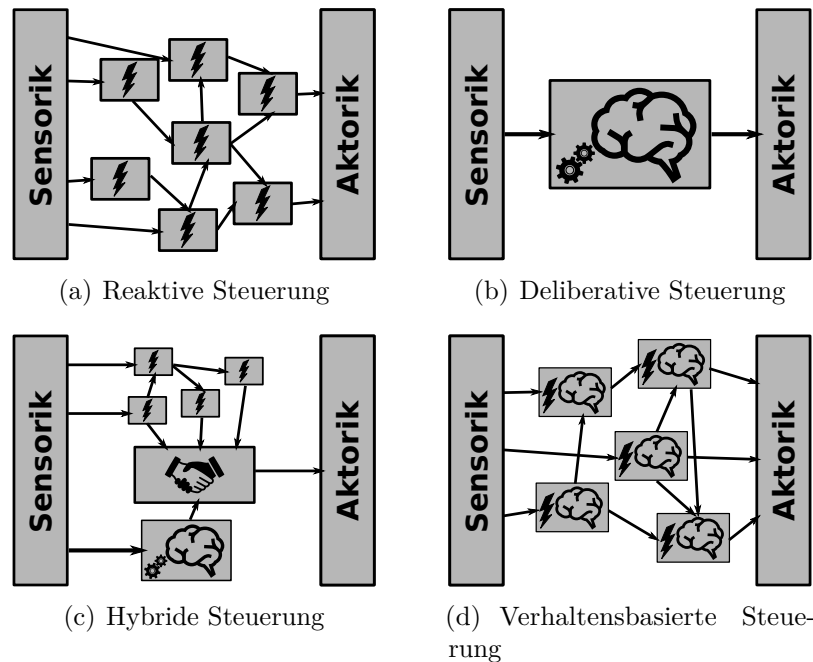 Sensorik
Aktorik
(a) Reaktive Steuerung
Sensorik
Aktorik
(b) Deliberative Steuerung
Sensorik
Aktorik
(c) Hybride Steuerung
Sensorik
Aktorik
(d) Verhaltensbasierte Steue-
rung